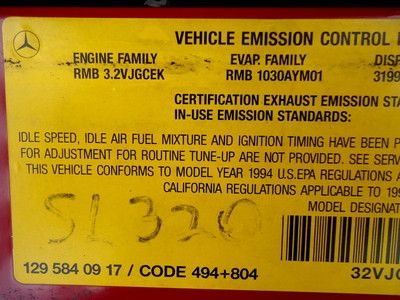 VEHICLE EMISSION CONTROL
ENGINE FAMILY EVAP. FAMILY DISP
RMB 3.2VJGCEK RMB 1030AYM01 3199
CERTIFICATION EXHAUST EMISSION STA
IN-USE EMISSION STANDARDS:
IDLE SPEED, IDLE AIR FUEL MIXTURE AND IGNITION TIMING HAVE BEEN P
FOR ADJUSTMENT FOR ROUTINE TUNE-UP ARE NOT PROVIDED. SEE SERV
THIS VEHICLE CONFORMS TO MODEL YEAR 1994 U.S.EPA REGULATIONS A
CALIFORNIA REGULATIONS APPLICABLE TO 199
MODEL DESIGNAT
SL320
129 584 09 17 / CODE 494+804 32VJG